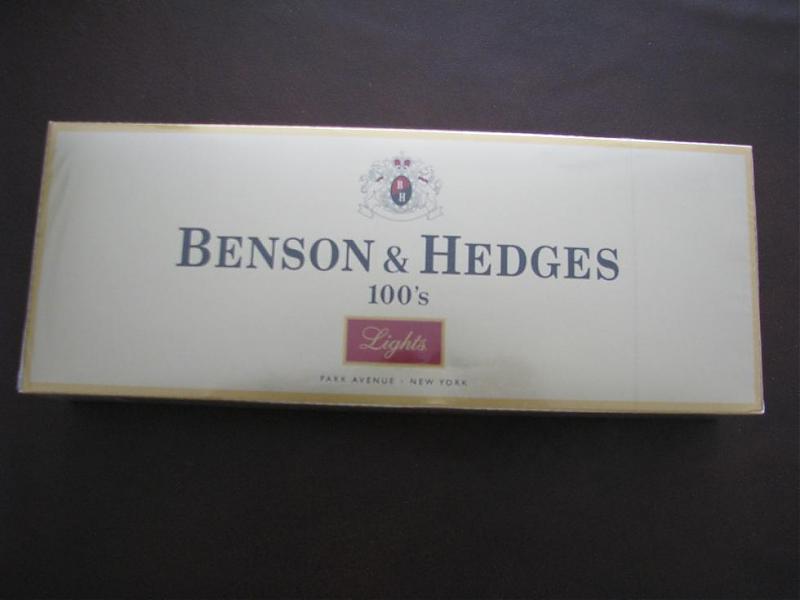 B
H
BENSON & HEDGES
100's
Lights
PARK AVENUE · NEW YORK